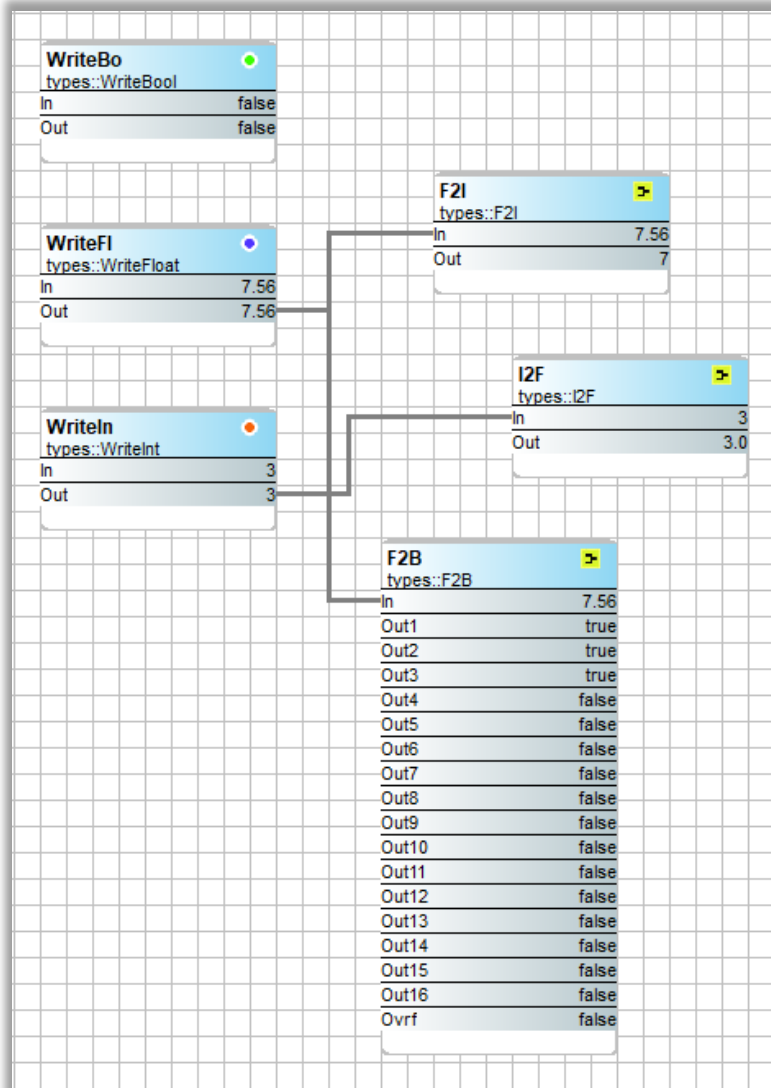 WriteBo
types::WriteBool
In false
Out false
WriteFl
types::WriteFloat
In 7.56
Out 7.56
WriteIn
types::WriteInt
In 3
Out 3
F2I
types::F2I
In 7.56
Out 7
I2F
types::I2F
In 3
Out 3.0
F2B
types::F2B
In 7.56
Out1 true
Out2 true
Out3 true
Out4 false
Out5 false
Out6 false
Out7 false
Out8 false
Out9 false
Out10 false
Out11 false
Out12 false
Out13 false
Out14 false
Out15 false
Out16 false
Ovrf false